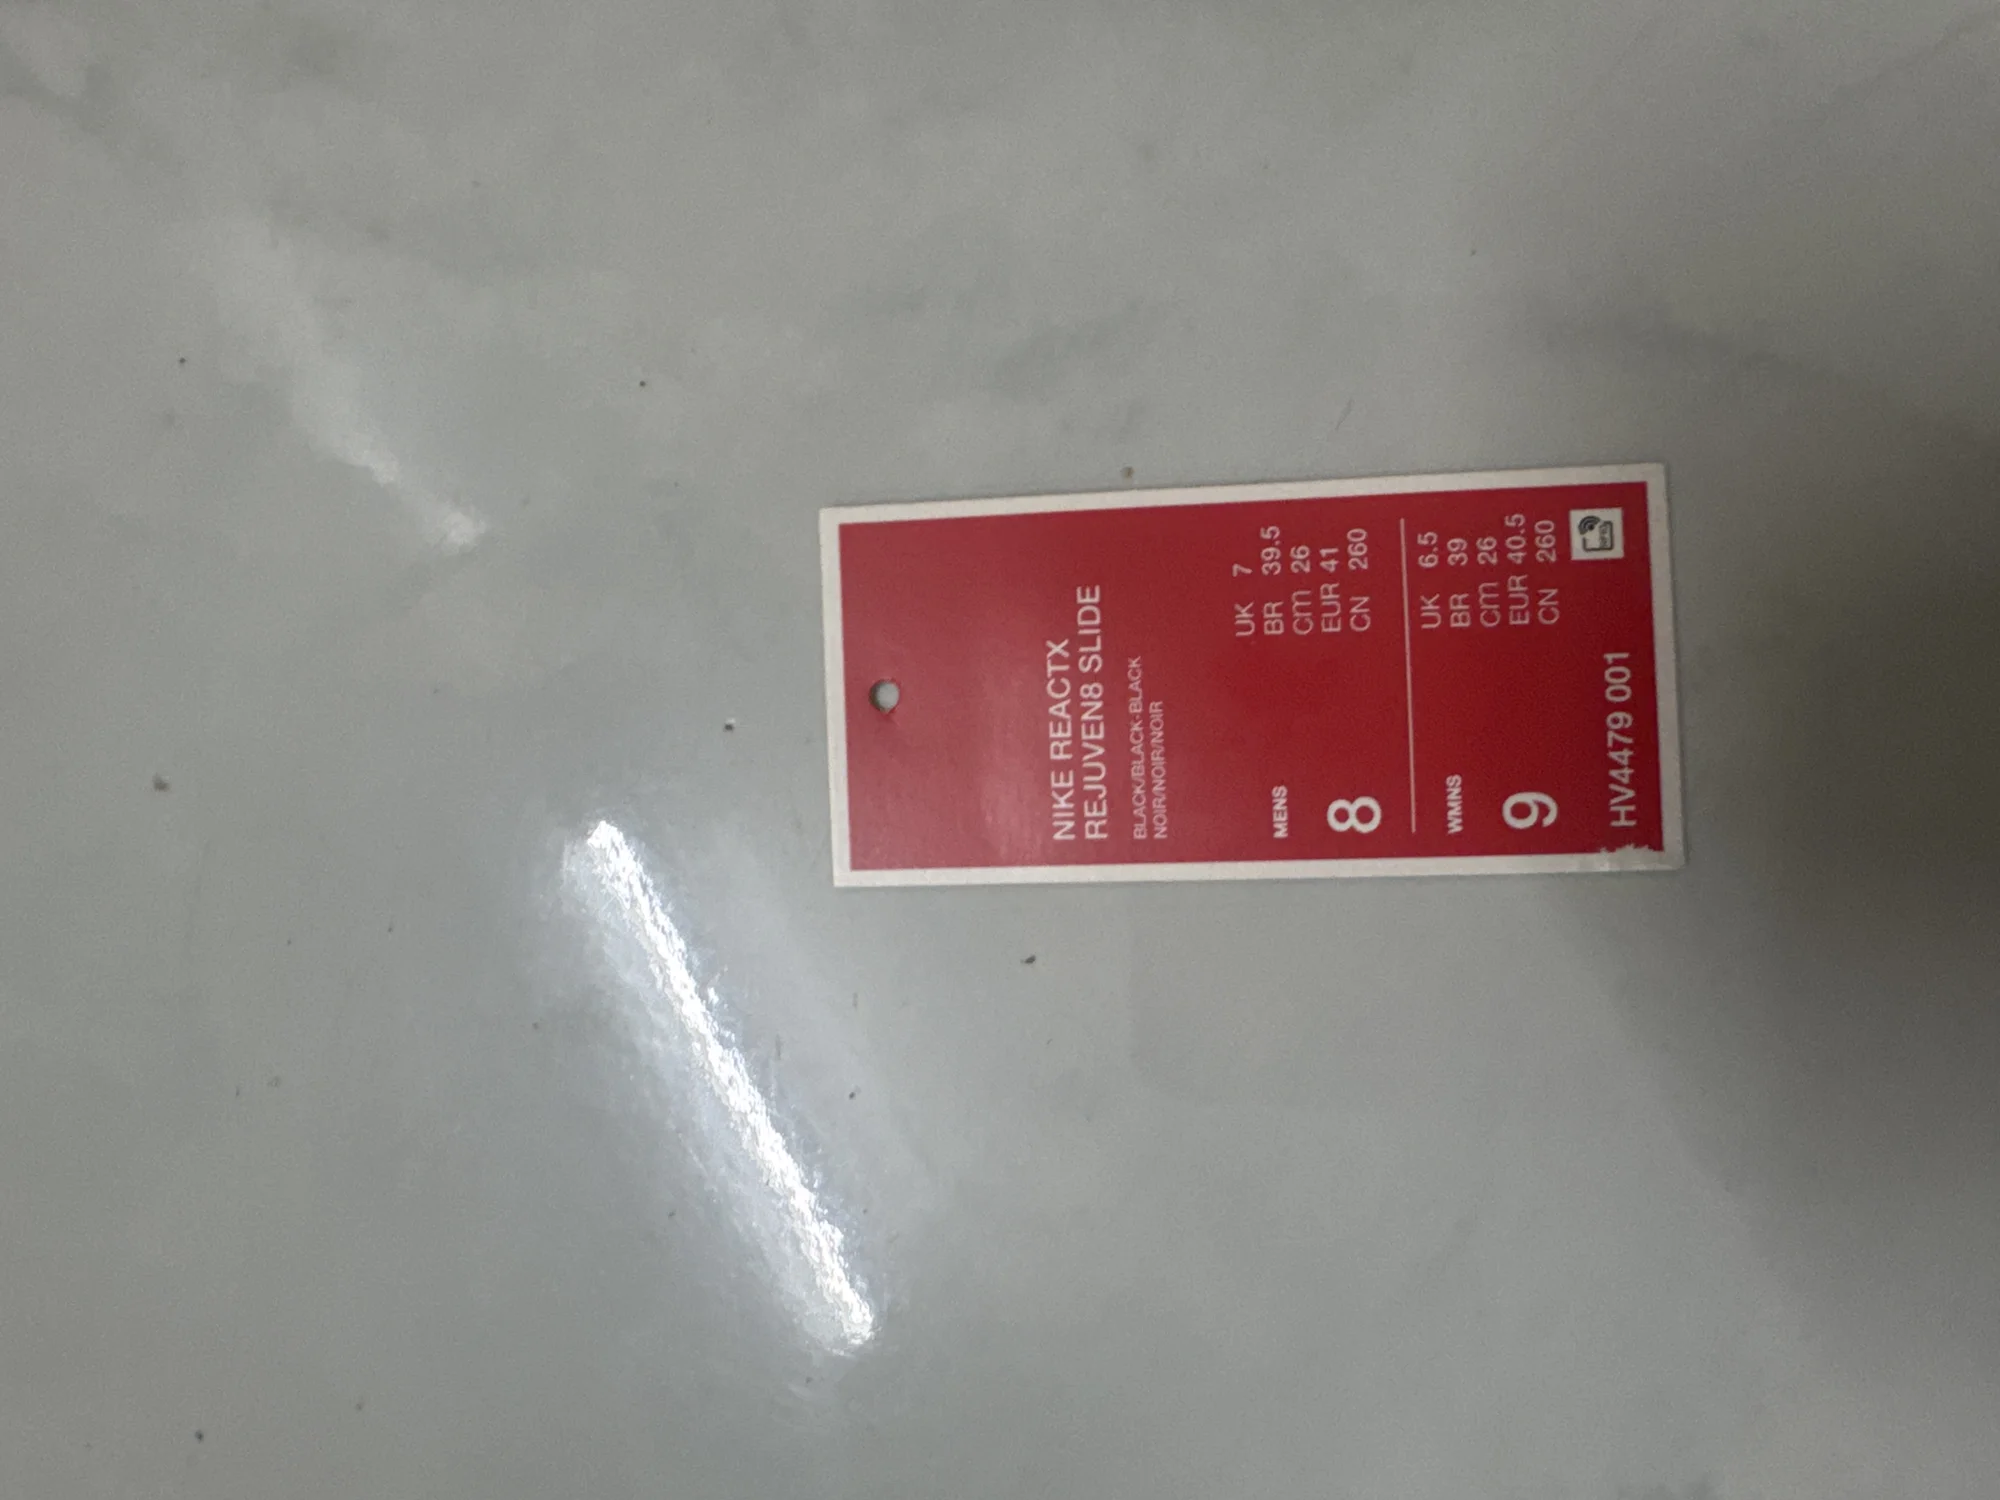 NIKE REACTX
REJUVEN8 SLIDE
BLACK/BLACK-BLACK
NOIR/NOIR/NOIR
MENS
8
UK 7
BR 39.5
cm 26
EUR 41
CN 260
WMNS
9
UK 6.5
BR 39
cm 26
EUR 40.5
CN 260
HV4479 001